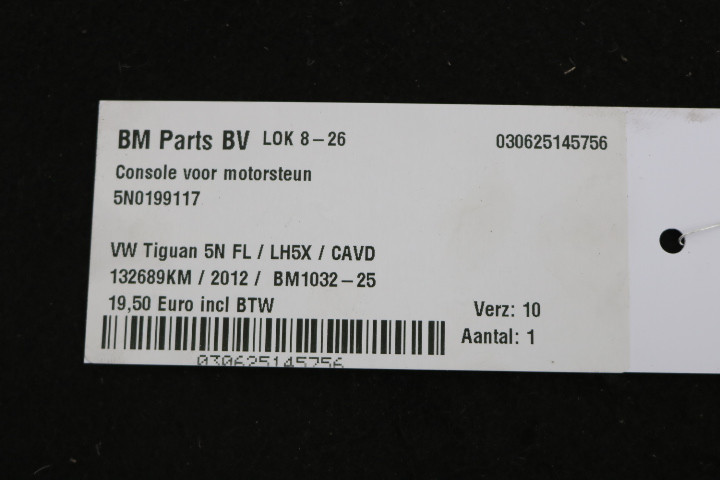 BM Parts BV LOK 8-26 030625145756
Console voor motorsteun
5N0199117
VW Tiguan 5N FL / LH5X / CAVD
132689KM / 2012 / BM1032-25
19,50 Euro incl BTW
Verz: 10
Aantal: 1
030625145756